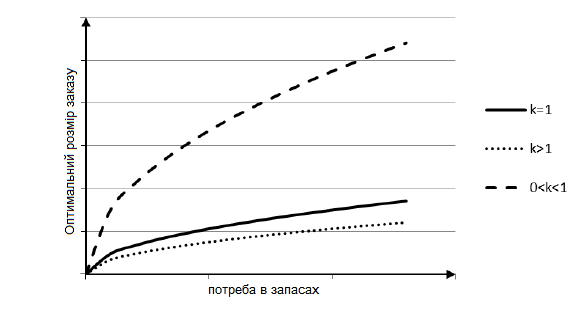 Оптимальний розмір заказу
k=1
k>1
0<k<1
потреба в запасах